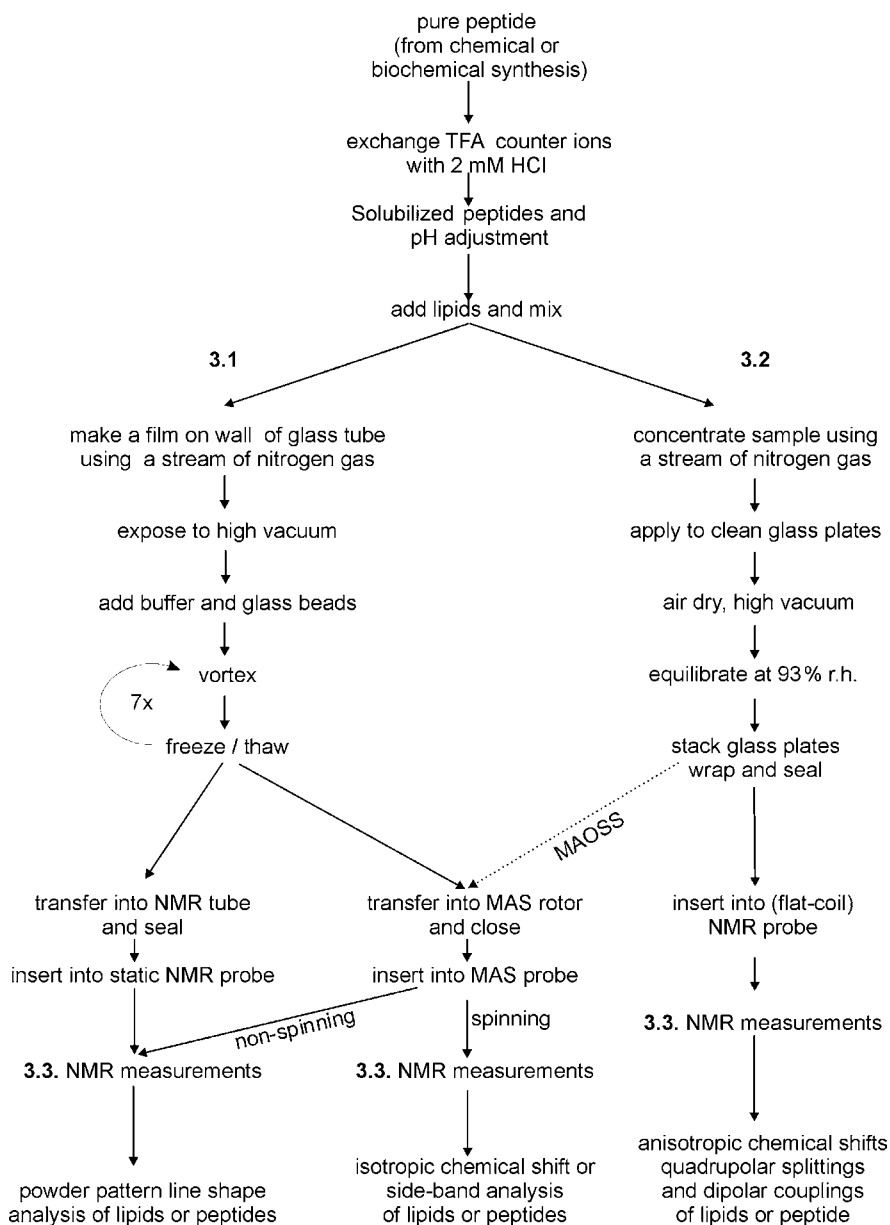 pure peptide
(from chemical or
biochemical synthesis)
exchange TFA counter ions
with 2 mM HCl
Solubilized peptides and
pH adjustment
add lipids and mix
3.1
3.2
make a film on wall of glass tube
using a stream of nitrogen gas
concentrate sample using
a stream of nitrogen gas
expose to high vacuum
apply to clean glass plates
add buffer and glass beads
air dry, high vacuum
vortex
equilibrate at 93% r.h.
7x
freeze / thaw
stack glass plates
wrap and seal
MAOSS
transfer into NMR tube
and seal
transfer into MAS rotor
and close
insert into (flat-coil)
NMR probe
insert into static NMR probe
insert into MAS probe
non-spinning
spinning
3.3. NMR measurements
3.3. NMR measurements
3.3. NMR measurements
powder pattern line shape
analysis of lipids or peptides
isotropic chemical shift or
side-band analysis
of lipids or peptides
anisotropic chemical shifts
quadrupolar splittings
and dipolar couplings
of lipids or peptide